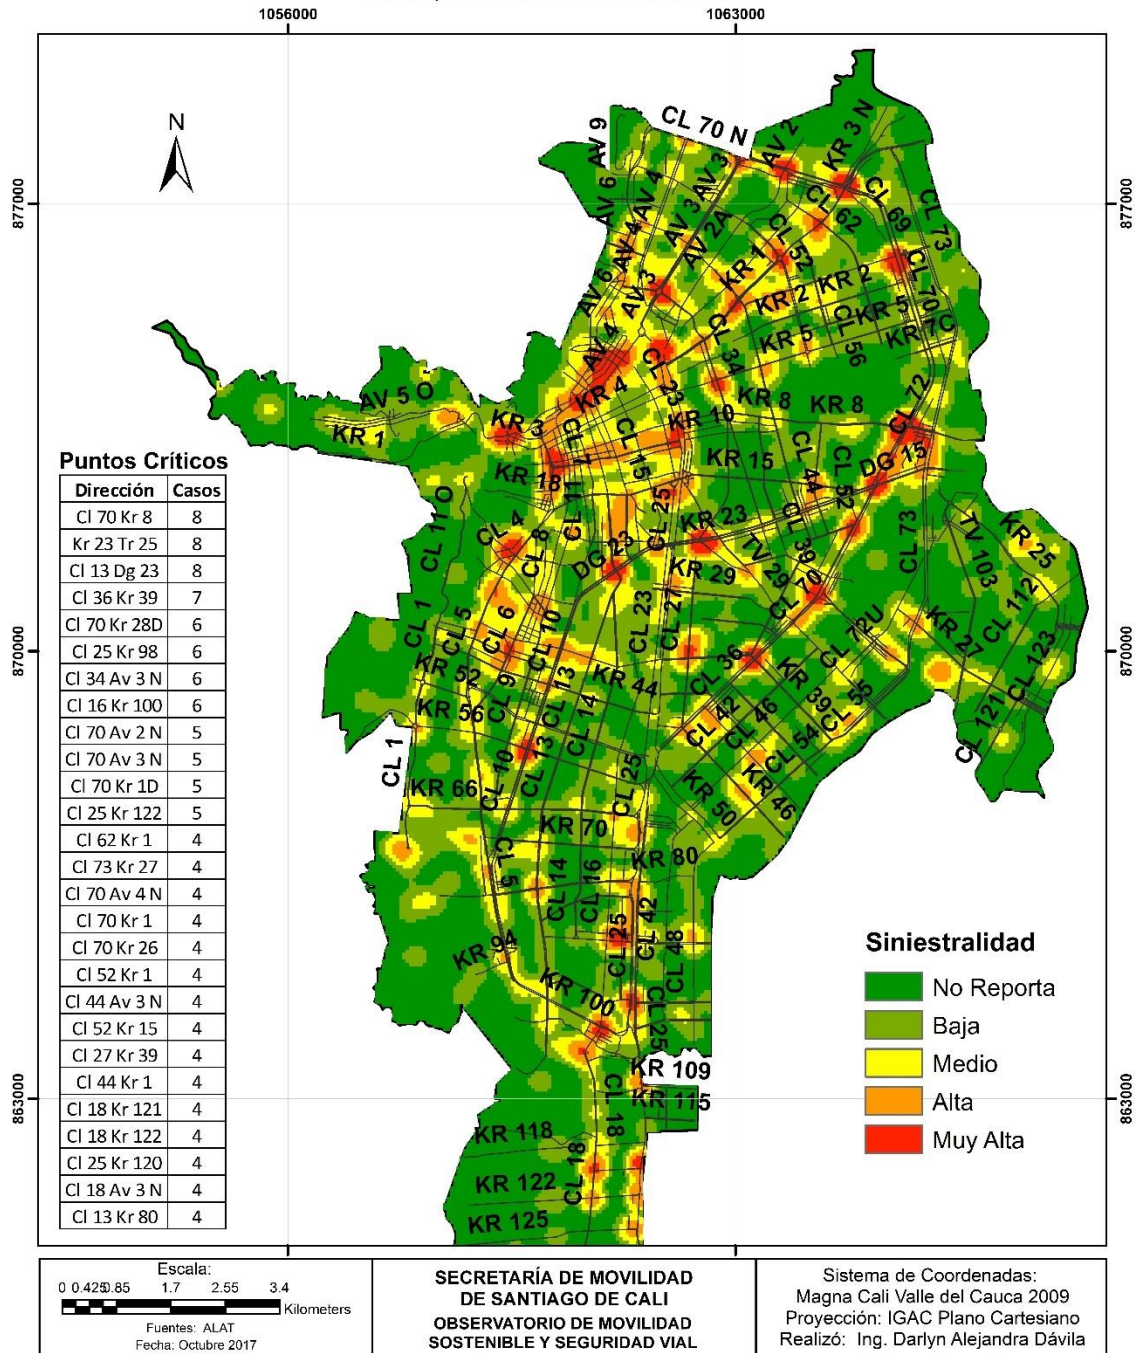 1056000
1063000
N
877000
877000
870000
870000
863000
863000
CL 70 N
AV 9
AV 2
KR 3 N
AV 6
AV 4
AV 3
AV 3
AV 2A
CL 62
CL 69
CL 73
AV 4
AV 6
AV 3
KR 1
CL 52
KR 2
KR 2
CL 70
KR 5
KR 5
CL 56
KR 7C
AV 4
CL 34
CL 23
KR 4
KR 8
KR 8
CL 72
AV 5 O
KR 1
KR 3
CL 7
CL 15
KR 10
KR 15
DG 15
KR 18
CL 11
CL 44
CL 52
CL 25
KR 23
CL 73
TV 103
KR 25
CL 4
CL 8
DG 23
CL 39
TV 29
KR 29
CL 70
CL 112
CL 1
CL 5
CL 6
CL 10
CL 23
CL 27
CL 72U
KR 27
CL 123
KR 52
CL 9
CL 13
KR 44
CL 36
KR 39
CL 55
CL 121
KR 56
CL 14
CL 42
CL 46
CL 54
CL 1
CL 10
CL 13
CL 25
KR 50
KR 46
KR 66
KR 70
CL 5
KR 80
CL 14
CL 16
CL 25
CL 42
CL 48
KR 94
KR 100
CL 25
KR 109
KR 115
CL 18
KR 118
CL 18
KR 122
KR 125
Puntos Críticos
Dirección Casos
Cl 70 Kr 8 8
Kr 23 Tr 25 8
Cl 13 Dg 23 8
Cl 36 Kr 39 7
Cl 70 Kr 28D 6
Cl 25 Kr 98 6
Cl 34 Av 3 N 6
Cl 16 Kr 100 6
Cl 70 Av 2 N 5
Cl 70 Av 3 N 5
Cl 70 Kr 1D 5
Cl 25 Kr 122 5
Cl 62 Kr 1 4
Cl 73 Kr 27 4
Cl 70 Av 4 N 4
Cl 70 Kr 1 4
Cl 70 Kr 26 4
Cl 52 Kr 1 4
Cl 44 Av 3 N 4
Cl 52 Kr 15 4
Cl 27 Kr 39 4
Cl 44 Kr 1 4
Cl 18 Kr 121 4
Cl 18 Kr 122 4
Cl 25 Kr 120 4
Cl 18 Av 3 N 4
Cl 13 Kr 80 4
Siniestralidad
No Reporta
Baja
Medio
Alta
Muy Alta
Escala:
0 0.425 0.85 1.7 2.55 3.4
Kilometers
Fuentes: ALAT
Fecha: Octubre 2017
SECRETARÍA DE MOVILIDAD
DE SANTIAGO DE CALI
OBSERVATORIO DE MOVILIDAD
SOSTENIBLE Y SEGURIDAD VIAL
Sistema de Coordenadas:
Magna Cali Valle del Cauca 2009
Proyección: IGAC Plano Cartesiano
Realizó: Ing. Darlyn Alejandra Dávila